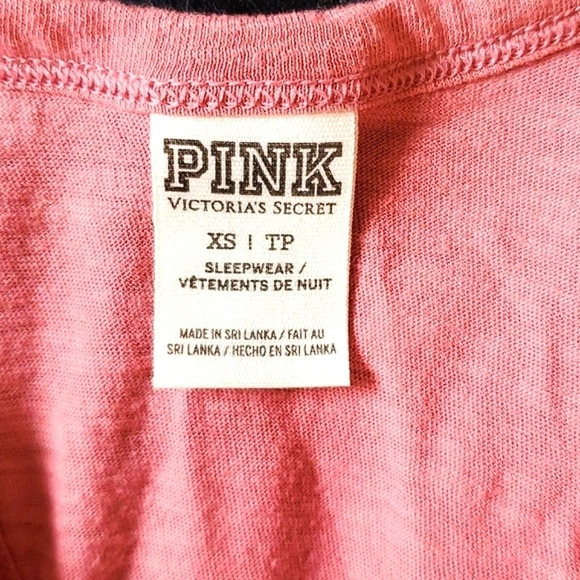 PINK
VICTORIA'S SECRET
XS | TP
SLEEPWEAR /
VÊTEMENTS DE NUIT
MADE IN SRI LANKA / FAIT AU
SRI LANKA / HECHO EN SRI LANKA